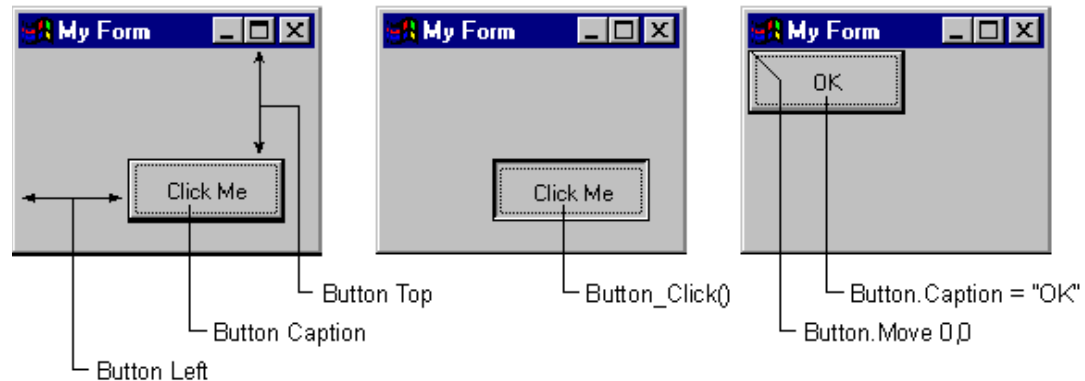 My Form
My Form
My Form
OK
Click Me
Click Me
Button Top
Button_Click()
Button.Caption = "OK"
Button Caption
Button.Move 0,0
Button Left